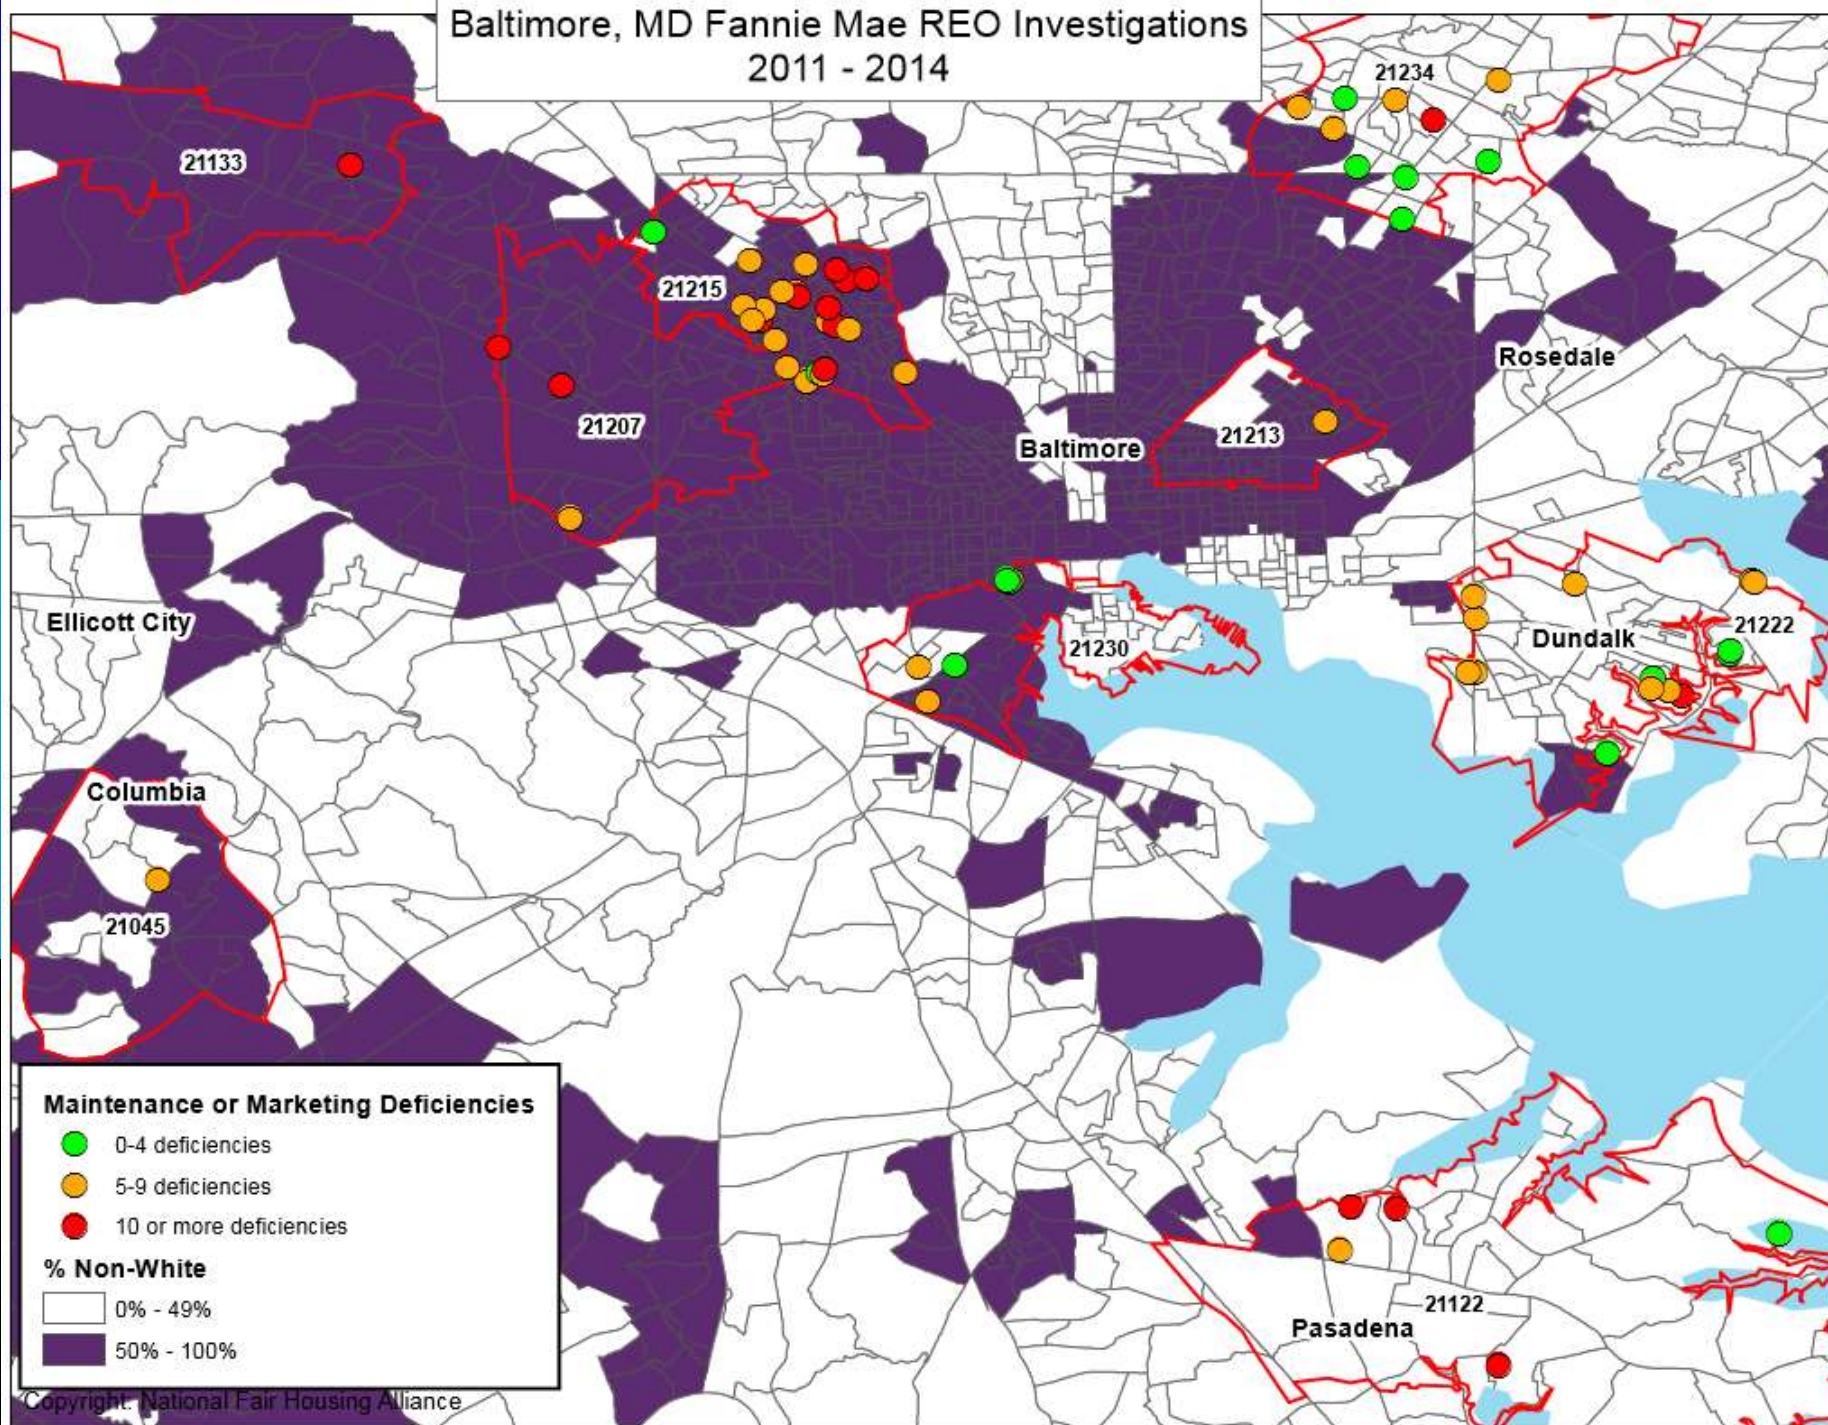 Baltimore, MD Fannie Mae REO Investigations
2011 - 2014
21234
21133
21215
Rosedale
21207
21213
Baltimore
Ellicott City
21230
Dundalk
21222
Columbia
21045
Maintenance or Marketing Deficiencies
0-4 deficiencies
5-9 deficiencies
10 or more deficiencies
% Non-White
0% - 49%
50% - 100%
21122
Pasadena
Copyright: National Fair Housing Alliance